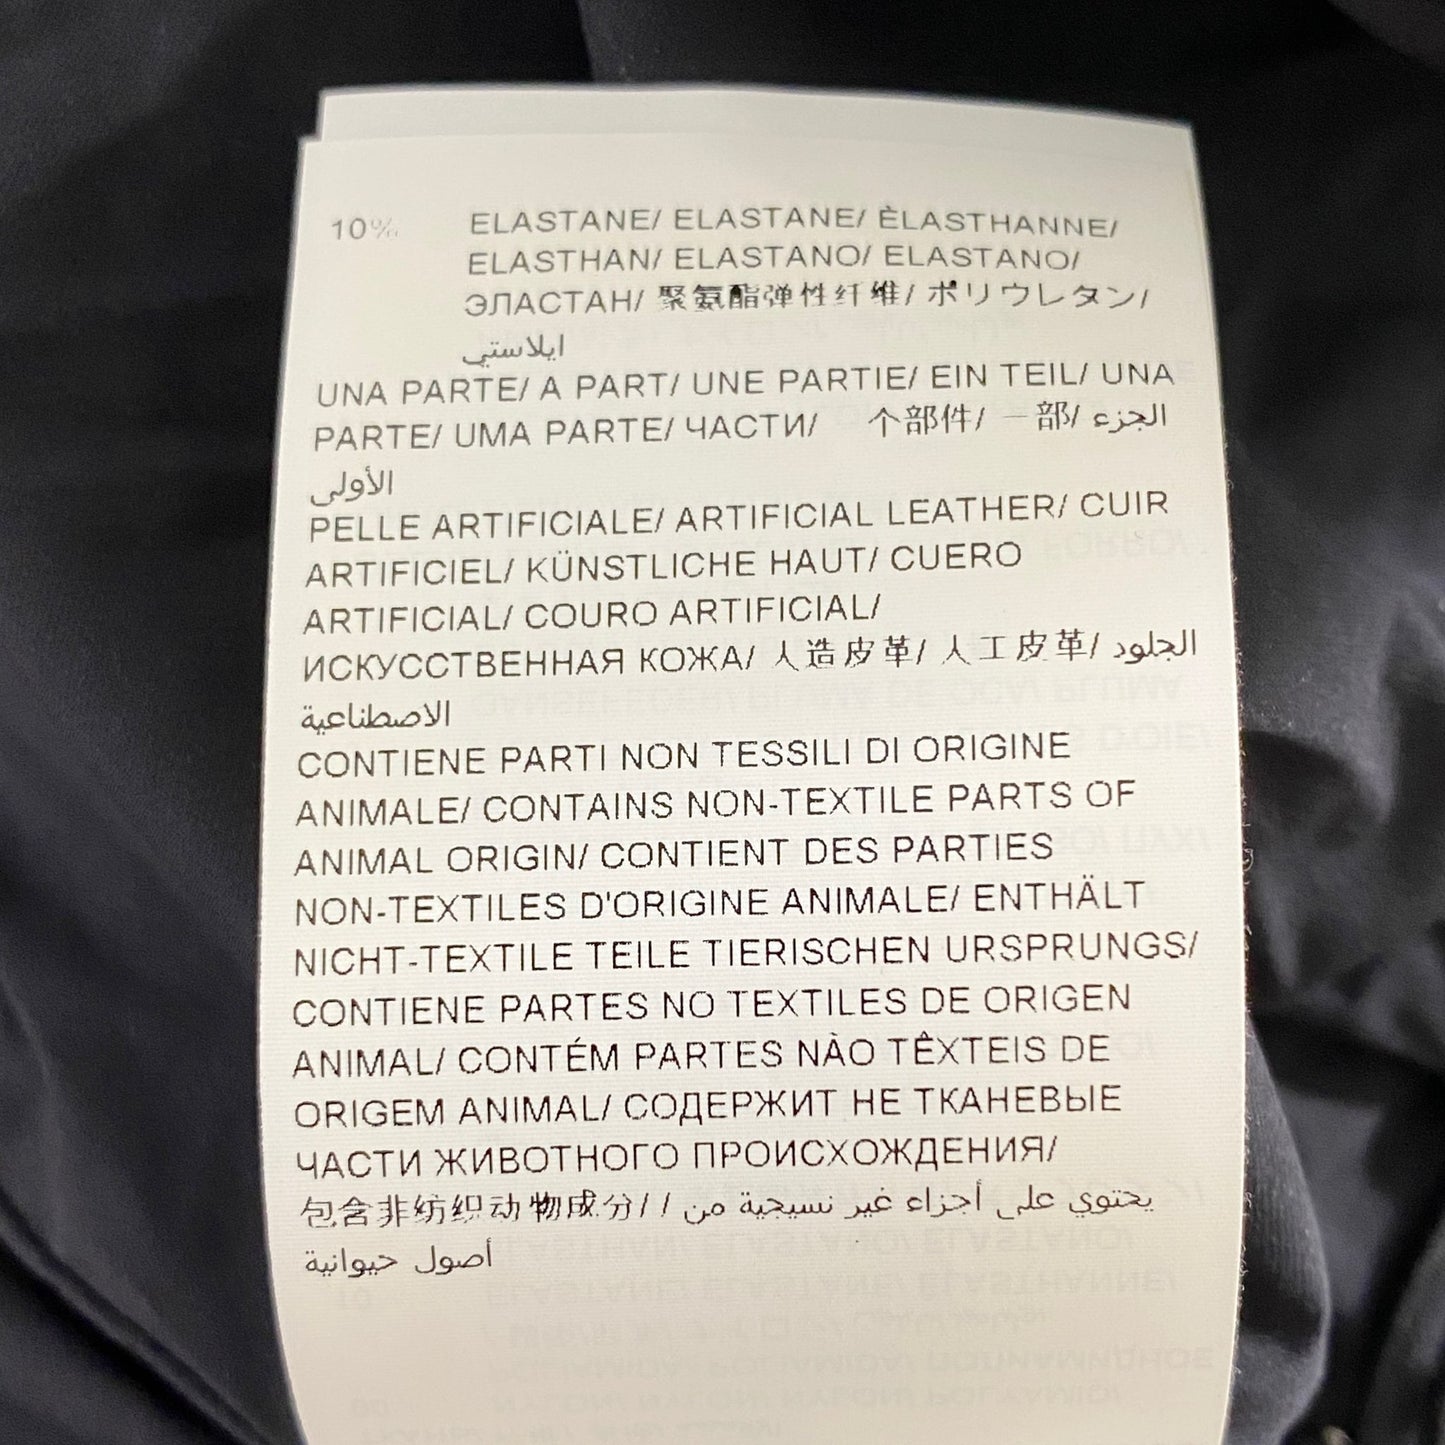 10% ELASTANE/ ELASTANE/ ÈLASTHANNE/
ELASTHAN/ ELASTANO/ ELASTANO/
ЭЛАСТАН/ 聚氨酯弹性纤维/ ポリウレタン/
ايلاستي
UNA PARTE/ A PART/ UNE PARTIE/ EIN TEIL/ UNA
PARTE/ UMA PARTE/ ЧАСТИ/ 个部件/ 一部/ الجزء
الأولى
PELLE ARTIFICIALE/ ARTIFICIAL LEATHER/ CUIR
ARTIFICIEL/ KÜNSTLICHE HAUT/ CUERO
ARTIFICIAL/ COURO ARTIFICIAL/
ИСКУССТВЕННАЯ КОЖА/ 人造皮革/ 人工皮革/ الجلود
الاصطناعية
CONTIENE PARTI NON TESSILI DI ORIGINE
ANIMALE/ CONTAINS NON-TEXTILE PARTS OF
ANIMAL ORIGIN/ CONTIENT DES PARTIES
NON-TEXTILES D'ORIGINE ANIMALE/ ENTHÄLT
NICHT-TEXTILE TEILE TIERISCHEN URSPRUNGS/
CONTIENE PARTES NO TEXTILES DE ORIGEN
ANIMAL/ CONTÉM PARTES NÀO TÊXTEIS DE
ORIGEM ANIMAL/ СОДЕРЖИТ НЕ ТКАНЕВЫЕ
ЧАСТИ ЖИВОТНОГО ПРОИСХОЖДЕНИЯ/
包含非纺织动物成分/ / يحتوي على أجزاء غير نسيجية من
أصول حيوانية